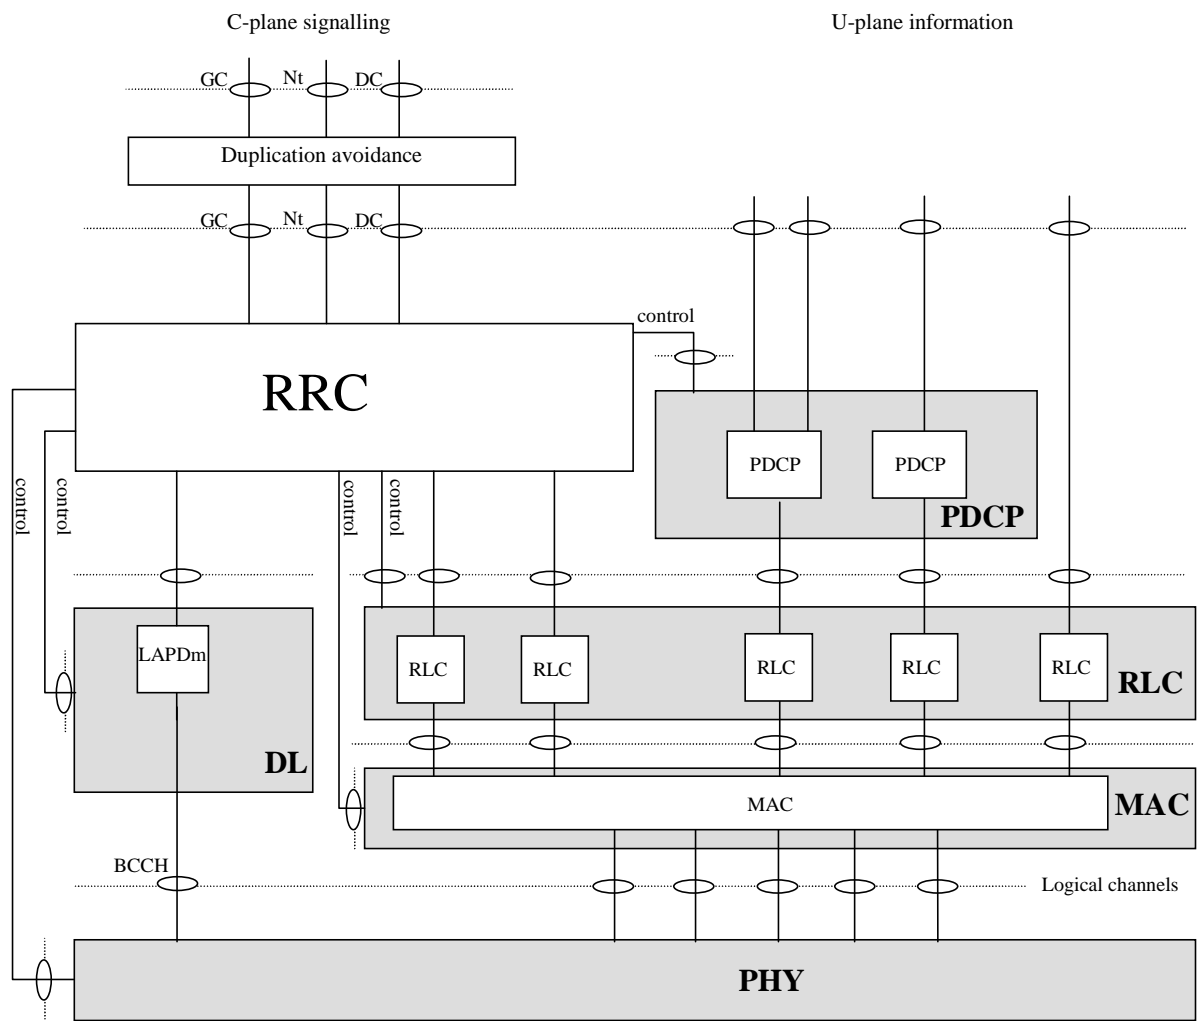 C-plane signalling
U-plane information
GC Nt DC
Duplication avoidance
GC Nt DC
control
RRC
PDCP PDCP
PDCP
control
control
control
control
LAPDm
RLC RLC RLC RLC RLC
RLC
DL
MAC
MAC
BCCH
Logical channels
PHY